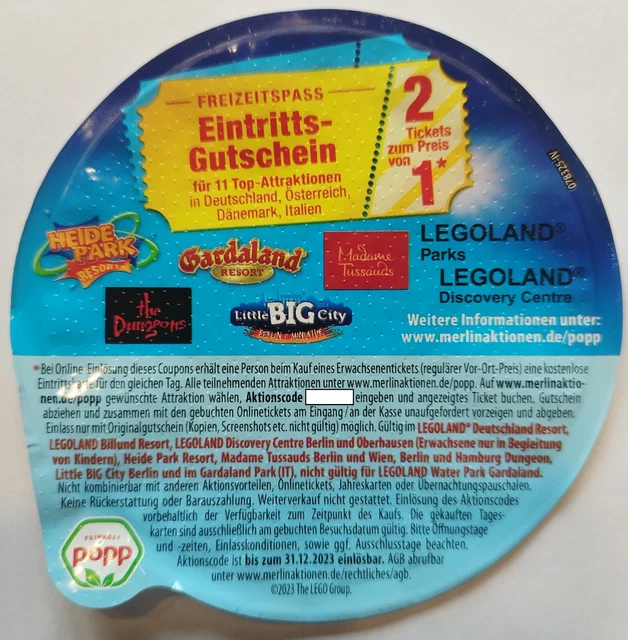 FREIZEITSPASS
Eintritts-
Gutschein
für 11 Top-Attraktionen
in Deutschland, Österreich,
Dänemark, Italien
2
Tickets
zum Preis
von 1*
078325-IV
HEIDE
PARK
RESORT
Gardaland
RESORT
Madame
Tussauds
LEGOLAND®
Parks
LEGOLAND®
Discovery Centre
the
Dungeons
LITTLE BIG CITY
BERLIN MINIATUR
Weitere Informationen unter:
www.merlinaktionen.de/popp
*Bei Online Einlösung dieses Coupons erhält eine Person beim Kauf eines Erwachsenentickets (regulärer Vor-Ort-Preis) eine kostenlose
Eintrittskarte für den gleichen Tag. Alle teilnehmenden Attraktionen unter www.merlinaktionen.de/popp. Auf www.merlinaktio-
nen.de/popp gewünschte Attraktion wählen, Aktionscode eingeben und angezeigtes Ticket buchen. Gutschein
abziehen und zusammen mit den gebuchten Onlinetickets am Eingang/an der Kasse unaufgefordert vorzeigen und abgeben.
Einlass nur mit Originalgutschein (Kopien, Screenshots etc. nicht gültig) möglich. Gültig im LEGOLAND® Deutschland Resort,
LEGOLAND Billund Resort, LEGOLAND Discovery Centre Berlin und Oberhausen (Erwachsene nur in Begleitung
von Kindern), Heide Park Resort, Madame Tussauds Berlin und Wien, Berlin und Hamburg Dungeon,
Little BIG City Berlin und im Gardaland Park (IT), nicht gültig für LEGOLAND Water Park Gardaland.
Nicht kombinierbar mit anderen Aktionsvorteilen, Onlinetickets, Jahreskarten oder Übernachtungspauschalen.
Keine Rückerstattung oder Barauszahlung. Weiterverkauf nicht gestattet. Einlösung des Aktionscodes
vorbehaltlich der Verfügbarkeit zum Zeitpunkt des Kaufs. Die gekauften Tages-
karten sind ausschließlich am gebuchten Besuchsdatum gültig. Bitte Öffnungstage
und -zeiten, Einlasskonditionen, sowie ggf. Ausschlusstage beachten.
Aktionscode ist bis zum 31.12.2023 einlösbar. AGB abrufbar
unter www.merlinaktionen.de/rechtliches/agb.
©2023 The LEGO Group.
FEINKOST
popp